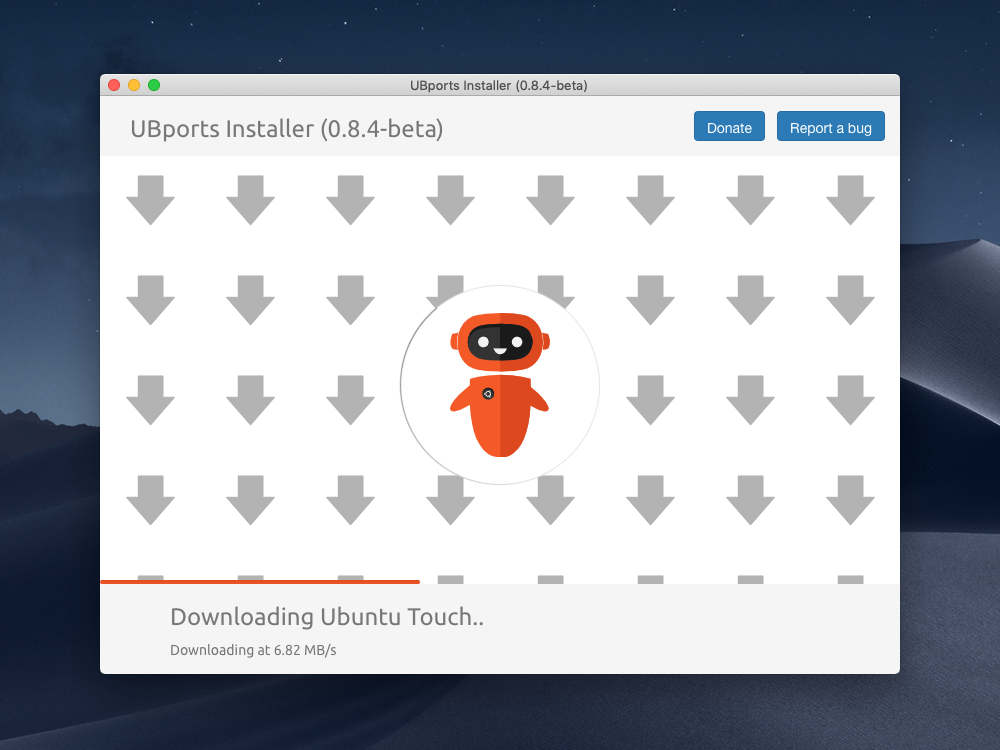 UBports Installer (0.8.4-beta)
UBports Installer (0.8.4-beta)
Donate
Report a bug
Downloading Ubuntu Touch..
Downloading at 6.82 MB/s